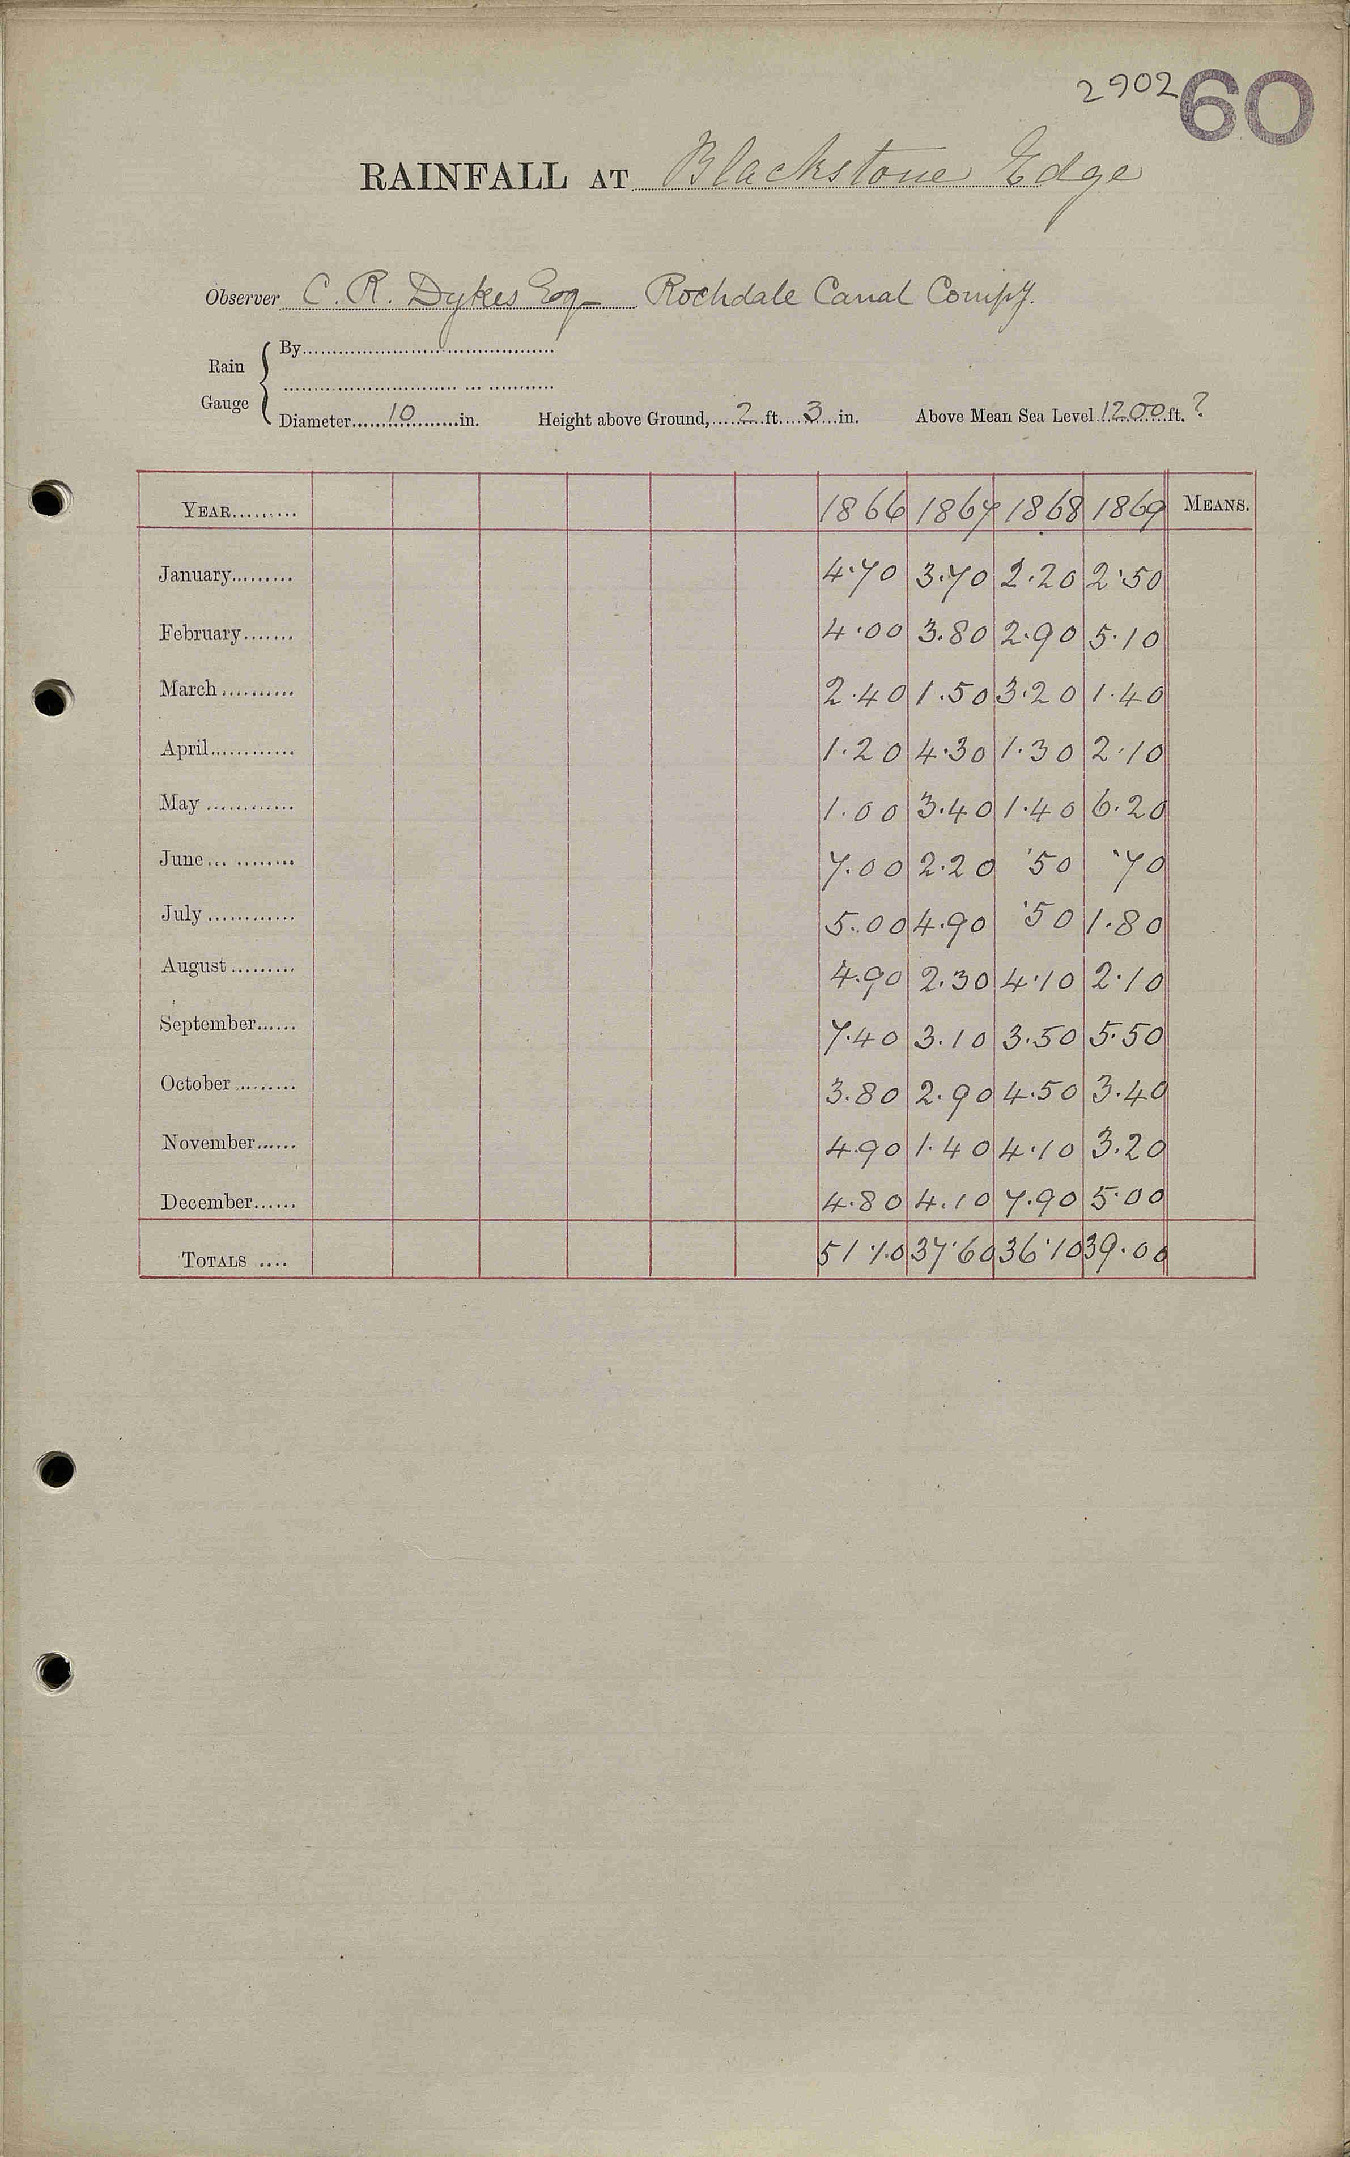 2902 60
RAINFALL AT Blackstone Edge
Observer C. R. Dykes Esq Rochdale Canal Compy.
Rain Gauge { By
Diameter 10 in. Height above Ground, 2 ft. 3 in. Above Mean Sea Level 1200 ft. ?
YEAR 1866 1867 1868 1869 MEANS.
January 4.70 3.70 2.20 2.50
February 4.00 3.80 2.90 5.10
March 2.40 1.50 3.20 1.40
April 1.20 4.30 1.30 2.10
May 1.00 3.40 1.40 6.20
June 7.00 2.20 .50 .70
July 5.00 4.90 .50 1.80
August 4.90 2.30 4.10 2.10
September 7.40 3.10 3.50 5.50
October 3.80 2.90 4.50 3.40
November 4.90 1.40 4.10 3.20
December 4.80 4.10 7.90 5.00
TOTALS 51.10 37.60 36.10 39.00